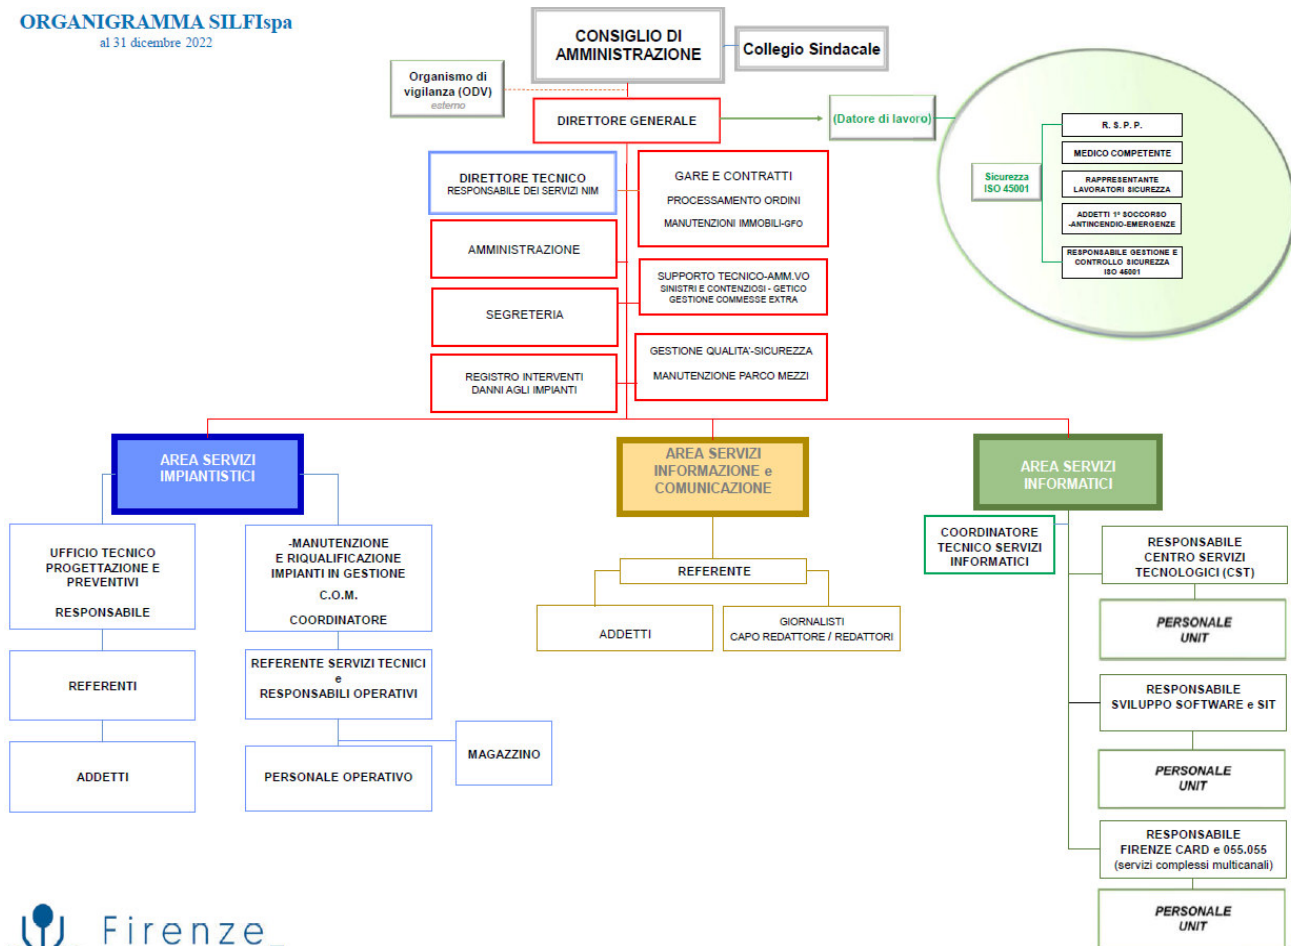 ORGANIGRAMMA SILFIspa
al 31 dicembre 2022
CONSIGLIO DI
AMMINISTRAZIONE
Collegio Sindacale
Organismo di
vigilanza (ODV)
esterno
DIRETTORE GENERALE
(Datore di lavoro)
Sicurezza
ISO 45001
R. S. P. P.
MEDICO COMPETENTE
RAPPRESENTANTE
LAVORATORI SICUREZZA
ADDETTI 1° SOCCORSO
-ANTINCENDIO-EMERGENZE
RESPONSABILE GESTIONE E
CONTROLLO SICUREZZA
ISO 45001
DIRETTORE TECNICO
RESPONSABILE DEI SERVIZI NIM
GARE E CONTRATTI
PROCESSAMENTO ORDINI
MANUTENZIONI IMMOBILI-GFO
AMMINISTRAZIONE
SUPPORTO TECNICO-AMM.VO
SINISTRI E CONTENZIOSI - GETICO
GESTIONE COMMESSE EXTRA
SEGRETERIA
GESTIONE QUALITA'-SICUREZZA
MANUTENZIONE PARCO MEZZI
REGISTRO INTERVENTI
DANNI AGLI IMPIANTI
AREA SERVIZI
IMPIANTISTICI
UFFICIO TECNICO
PROGETTAZIONE E
PREVENTIVI
RESPONSABILE
REFERENTI
ADDETTI
-MANUTENZIONE
E RIQUALIFICAZIONE
IMPIANTI IN GESTIONE
C.O.M.
COORDINATORE
REFERENTE SERVIZI TECNICI
e
RESPONSABILI OPERATIVI
MAGAZZINO
PERSONALE OPERATIVO
AREA SERVIZI
INFORMAZIONE e
COMUNICAZIONE
REFERENTE
ADDETTI
GIORNALISTI
CAPO REDATTORE / REDATTORI
AREA SERVIZI
INFORMATICI
COORDINATORE
TECNICO SERVIZI
INFORMATICI
RESPONSABILE
CENTRO SERVIZI
TECNOLOGICI (CST)
PERSONALE
UNIT
RESPONSABILE
SVILUPPO SOFTWARE e SIT
PERSONALE
UNIT
RESPONSABILE
FIRENZE CARD e 055.055
(servizi complessi multicanali)
PERSONALE
UNIT
Firenze